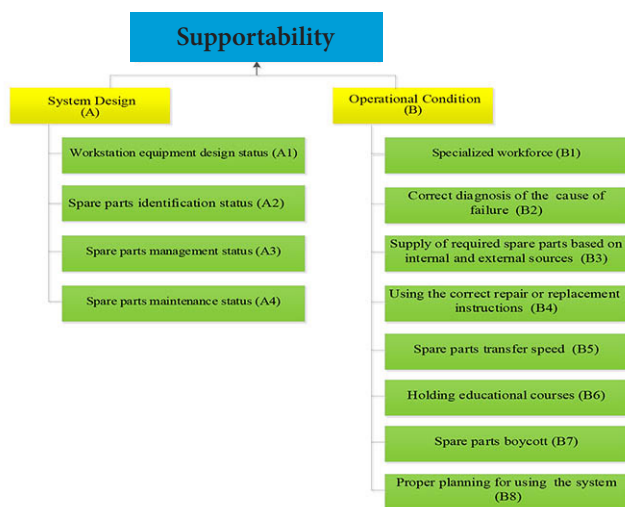 Supportability
System Design
(A)
Workstation equipment design status (A1)
Spare parts identification status (A2)
Spare parts management status (A3)
Spare parts maintenance status (A4)
Operational Condition
(B)
Specialized workforce (B1)
Correct diagnosis of the cause of
failure (B2)
Supply of required spare parts based on
internal and external sources (B3)
Using the correct repair or replacement
instructions (B4)
Spare parts transfer speed (B5)
Holding educational courses (B6)
Spare parts boycott (B7)
Proper planning for using the system
(B8)